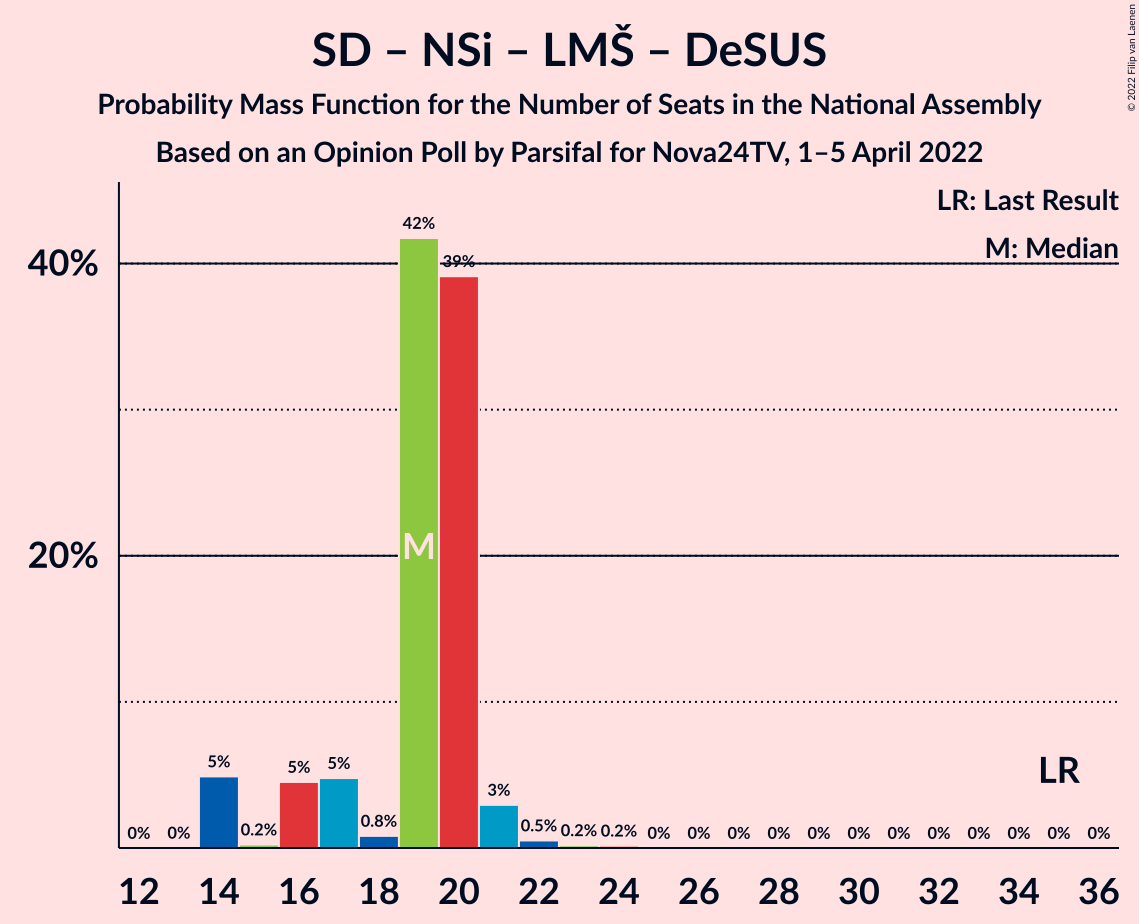 SD – NSi – LMŠ – DeSUS
Probability Mass Function for the Number of Seats in the National Assembly
Based on an Opinion Poll by Parsifal for Nova24TV, 1–5 April 2022
© 2022 Filip van Laenen
LR: Last Result
M: Median
40%
20%
42%
39%
M
5%
5%
5%
3%
LR
0% 0% 0.2% 0.8% 0.5% 0.2% 0.2% 0% 0% 0% 0% 0% 0% 0% 0% 0% 0% 0% 0%
12 14 16 18 20 22 24 26 28 30 32 34 36